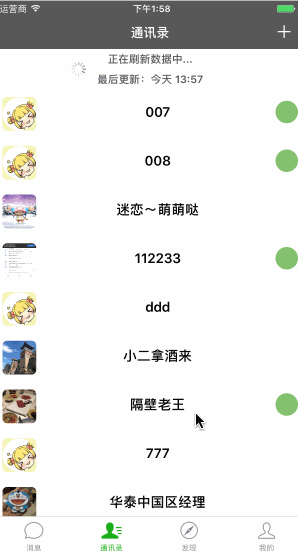 运营商 下午1:58
通讯录
正在刷新数据中...
最后更新：今天 13:57
007
008
迷恋～萌萌哒
112233
ddd
小二拿酒来
隔壁老王
777
华泰中国区经理
消息 通讯录 发现 我的